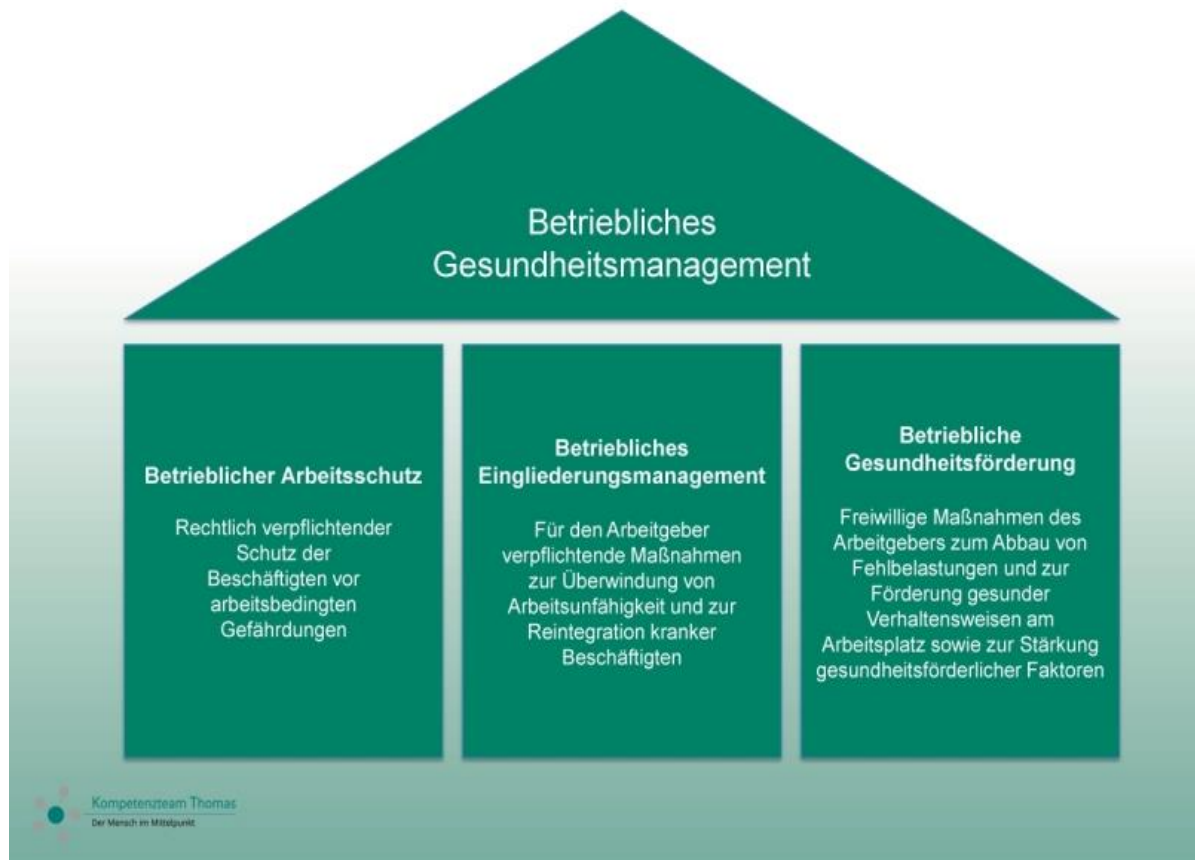 Betriebliches
Gesundheitsmanagement
Betrieblicher Arbeitsschutz
Rechtlich verpflichtender
Schutz der
Beschäftigten vor
arbeitsbedingten
Gefährdungen
Betriebliches
Eingliederungsmanagement
Für den Arbeitgeber
verpflichtende Maßnahmen
zur Überwindung von
Arbeitsunfähigkeit und zur
Reintegration kranker
Beschäftigten
Betriebliche
Gesundheitsförderung
Freiwillige Maßnahmen des
Arbeitgebers zum Abbau von
Fehlbelastungen und zur
Förderung gesunder
Verhaltensweisen am
Arbeitsplatz sowie zur Stärkung
gesundheitsförderlicher Faktoren
Kompetenzteam Thomas
Der Mensch im Mittelpunkt